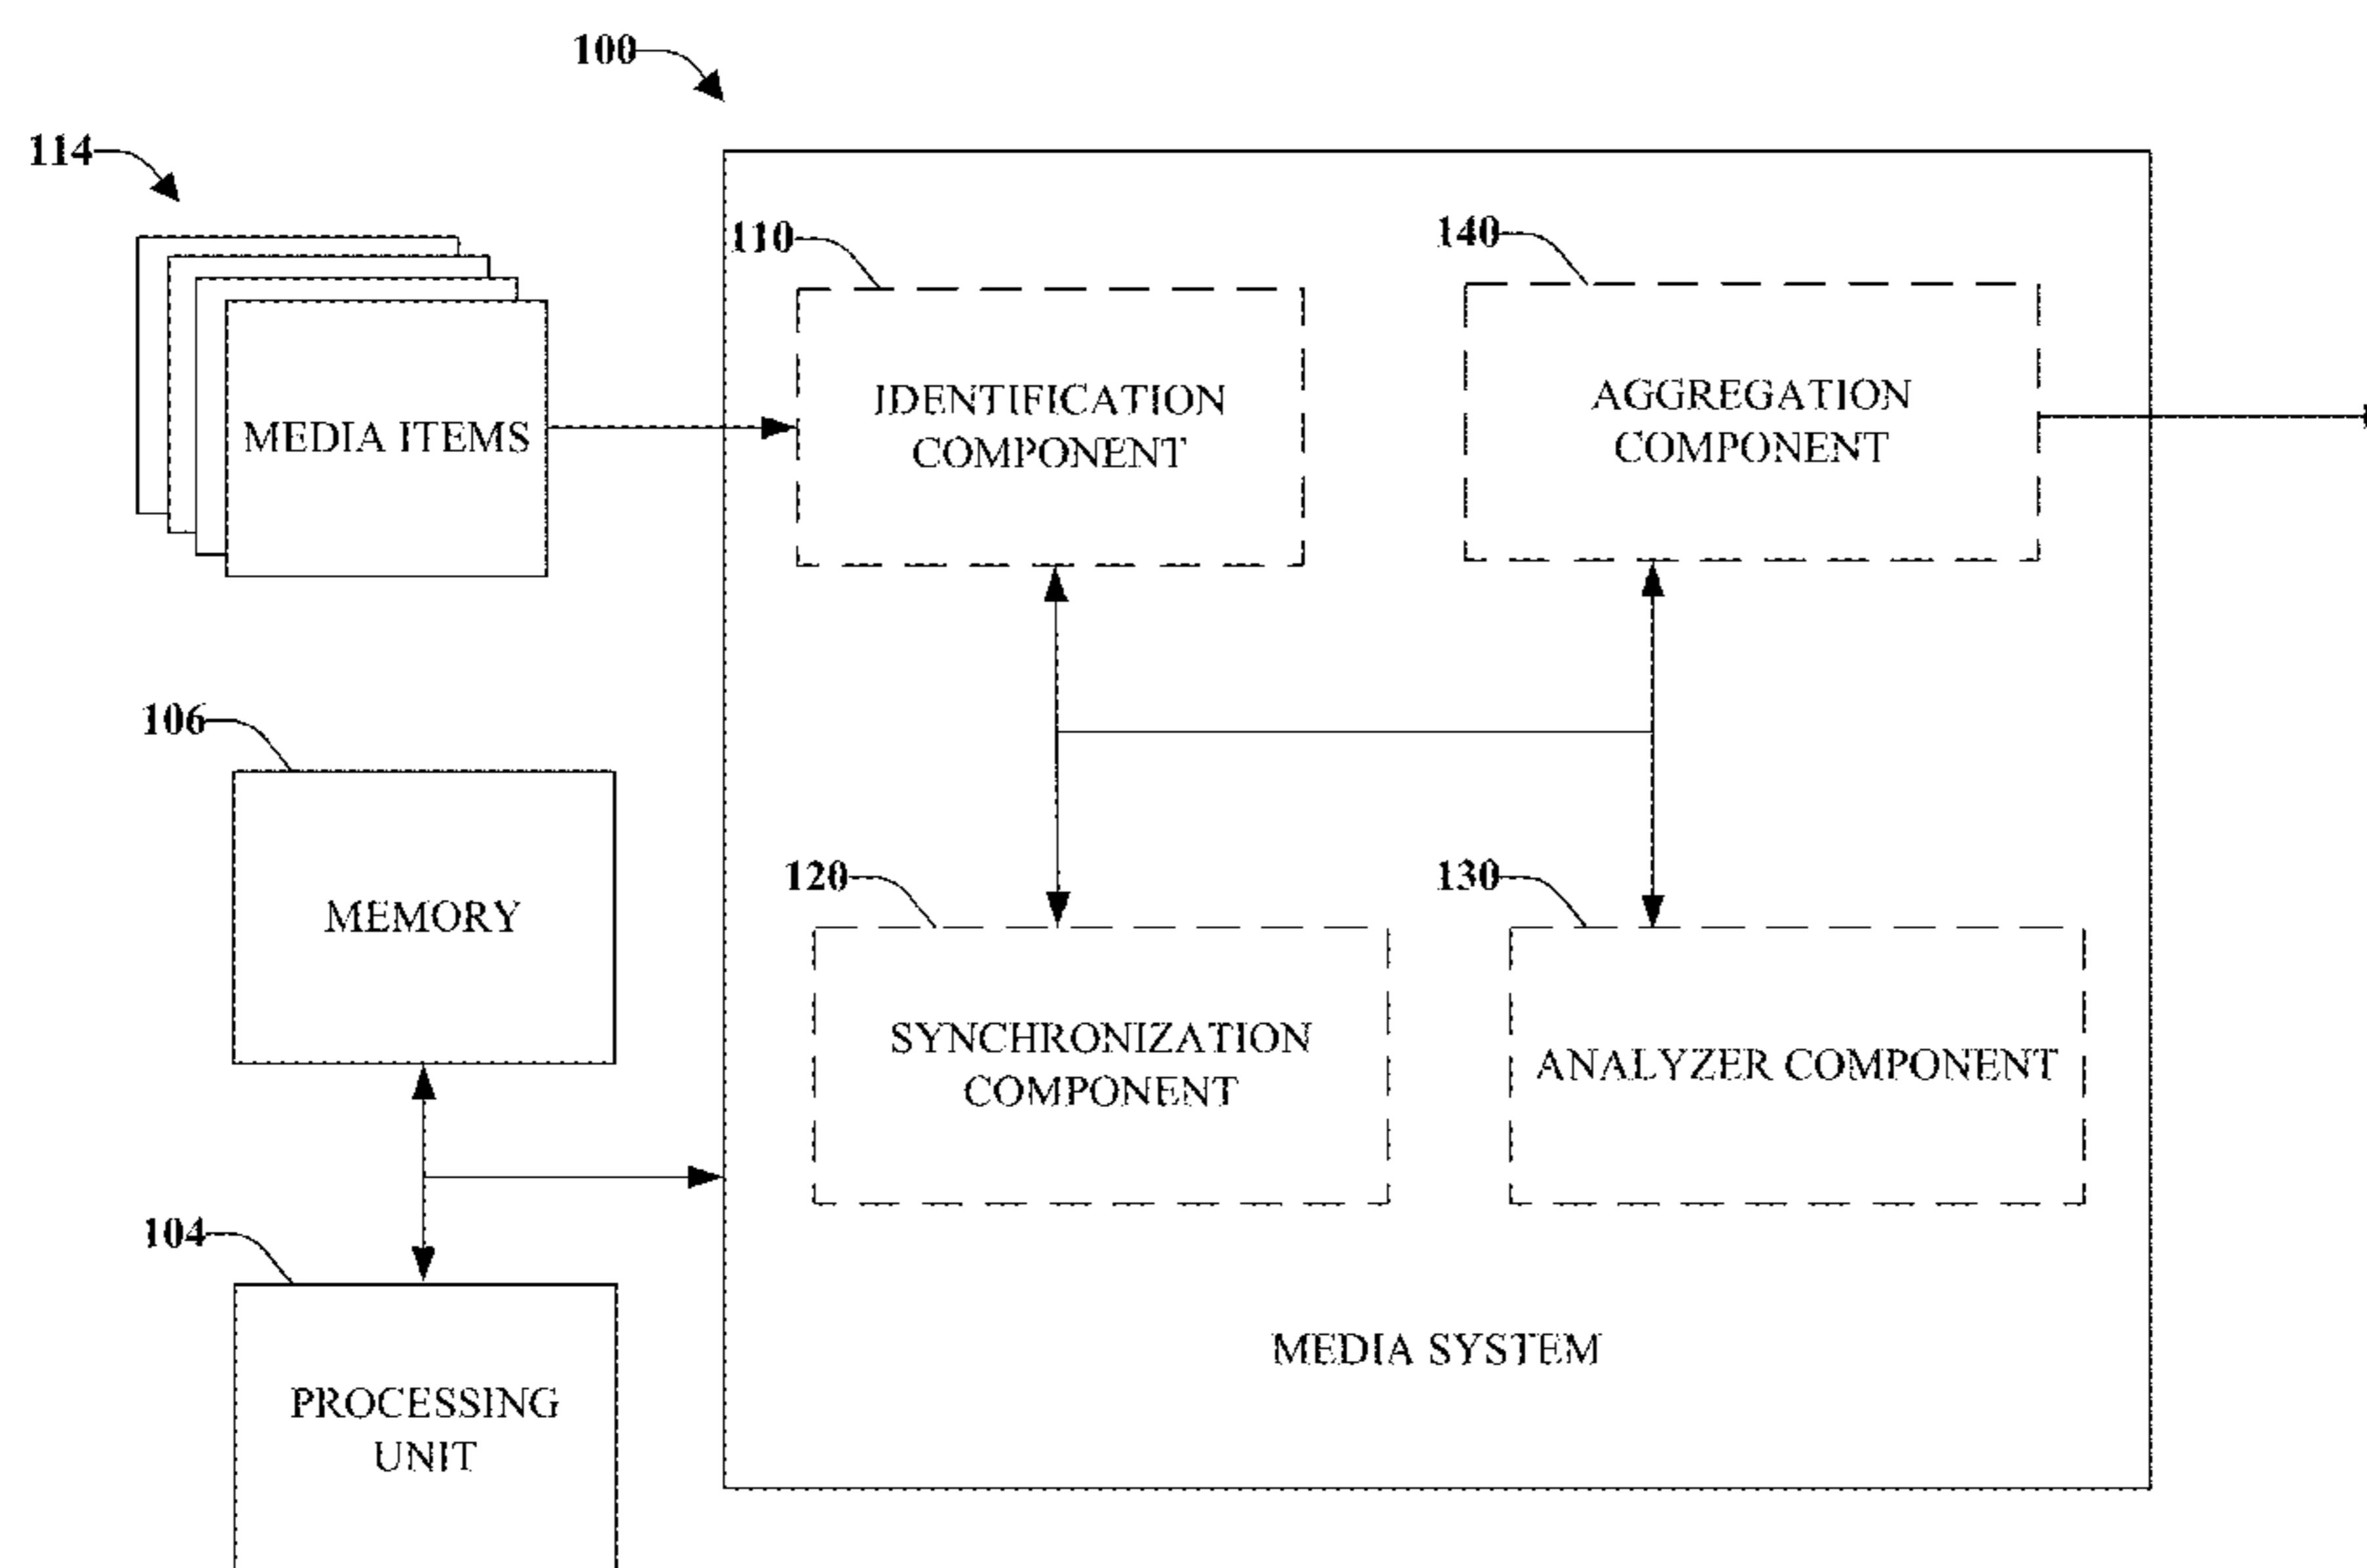 100
114
110
140
IDENTIFICATION
COMPONENT
AGGREGATION
COMPONENT
MEDIA ITEMS
106
MEMORY
120
130
SYNCHRONIZATION
COMPONENT
ANALYZER COMPONENT
104
PROCESSING
UNIT
MEDIA SYSTEM